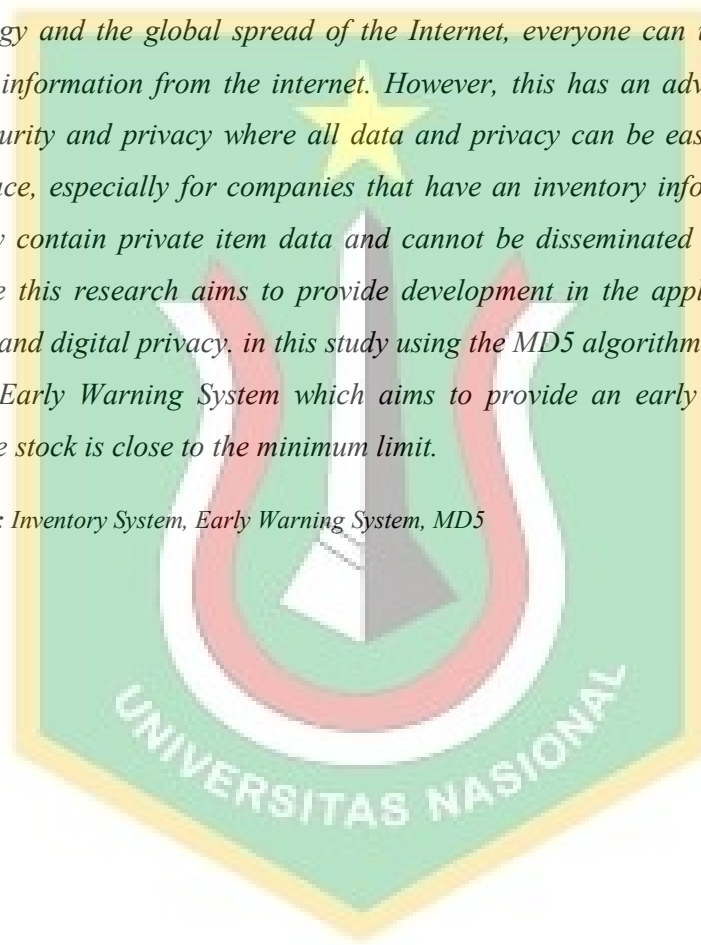 gy and the global spread of the Internet, everyone can
information from the internet. However, this has an adv
urity and privacy where all data and privacy can be eas
ce, especially for companies that have an inventory info
contain private item data and cannot be disseminated
e this research aims to provide development in the appl
and digital privacy. in this study using the MD5 algorithm
Early Warning System which aims to provide an early
e stock is close to the minimum limit.
: Inventory System, Early Warning System, MD5
UNIVERSITAS NASIONAL